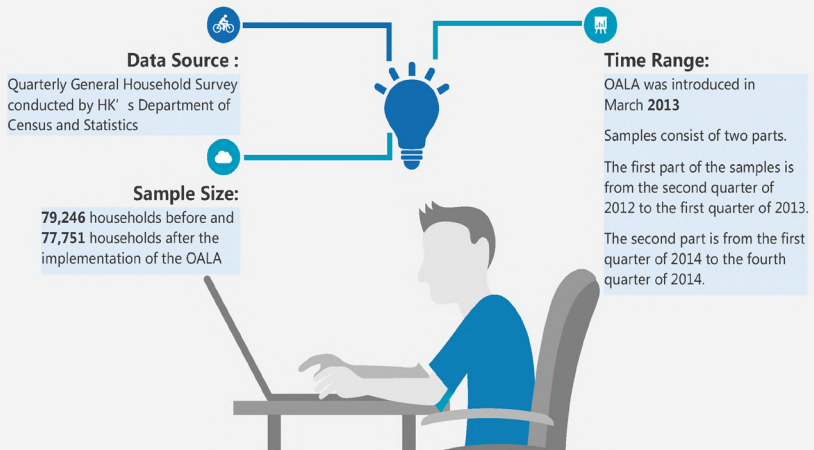 Data Source :
Quarterly General Household Survey
conducted by HK’s Department of
Census and Statistics
Sample Size:
79,246 households before and
77,751 households after the
implementation of the OALA
Time Range:
OALA was introduced in
March 2013
Samples consist of two parts.
The first part of the samples is
from the second quarter of
2012 to the first quarter of 2013.
The second part is from the first
quarter of 2014 to the fourth
quarter of 2014.